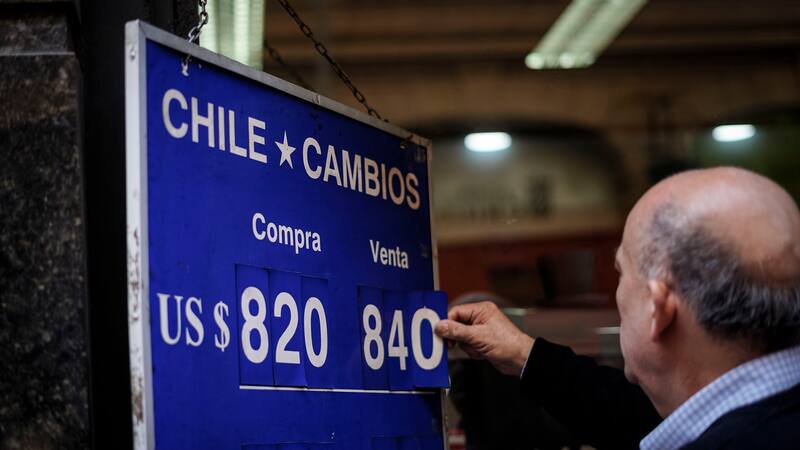 CHILE ★ CAMBIOS
Compra Venta
US$ 820 840